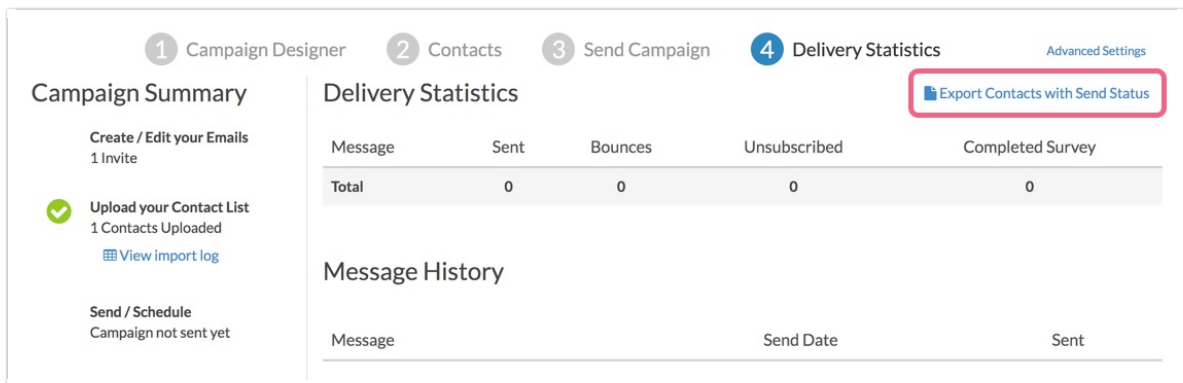 1 Campaign Designer 2 Contacts 3 Send Campaign 4 Delivery Statistics Advanced Settings
Campaign Summary
Create / Edit your Emails
1 Invite
Upload your Contact List
1 Contacts Uploaded
View import log
Send / Schedule
Campaign not sent yet
Delivery Statistics
Export Contacts with Send Status
Message Sent Bounces Unsubscribed Completed Survey
Total 0 0 0 0
Message History
Message Send Date Sent